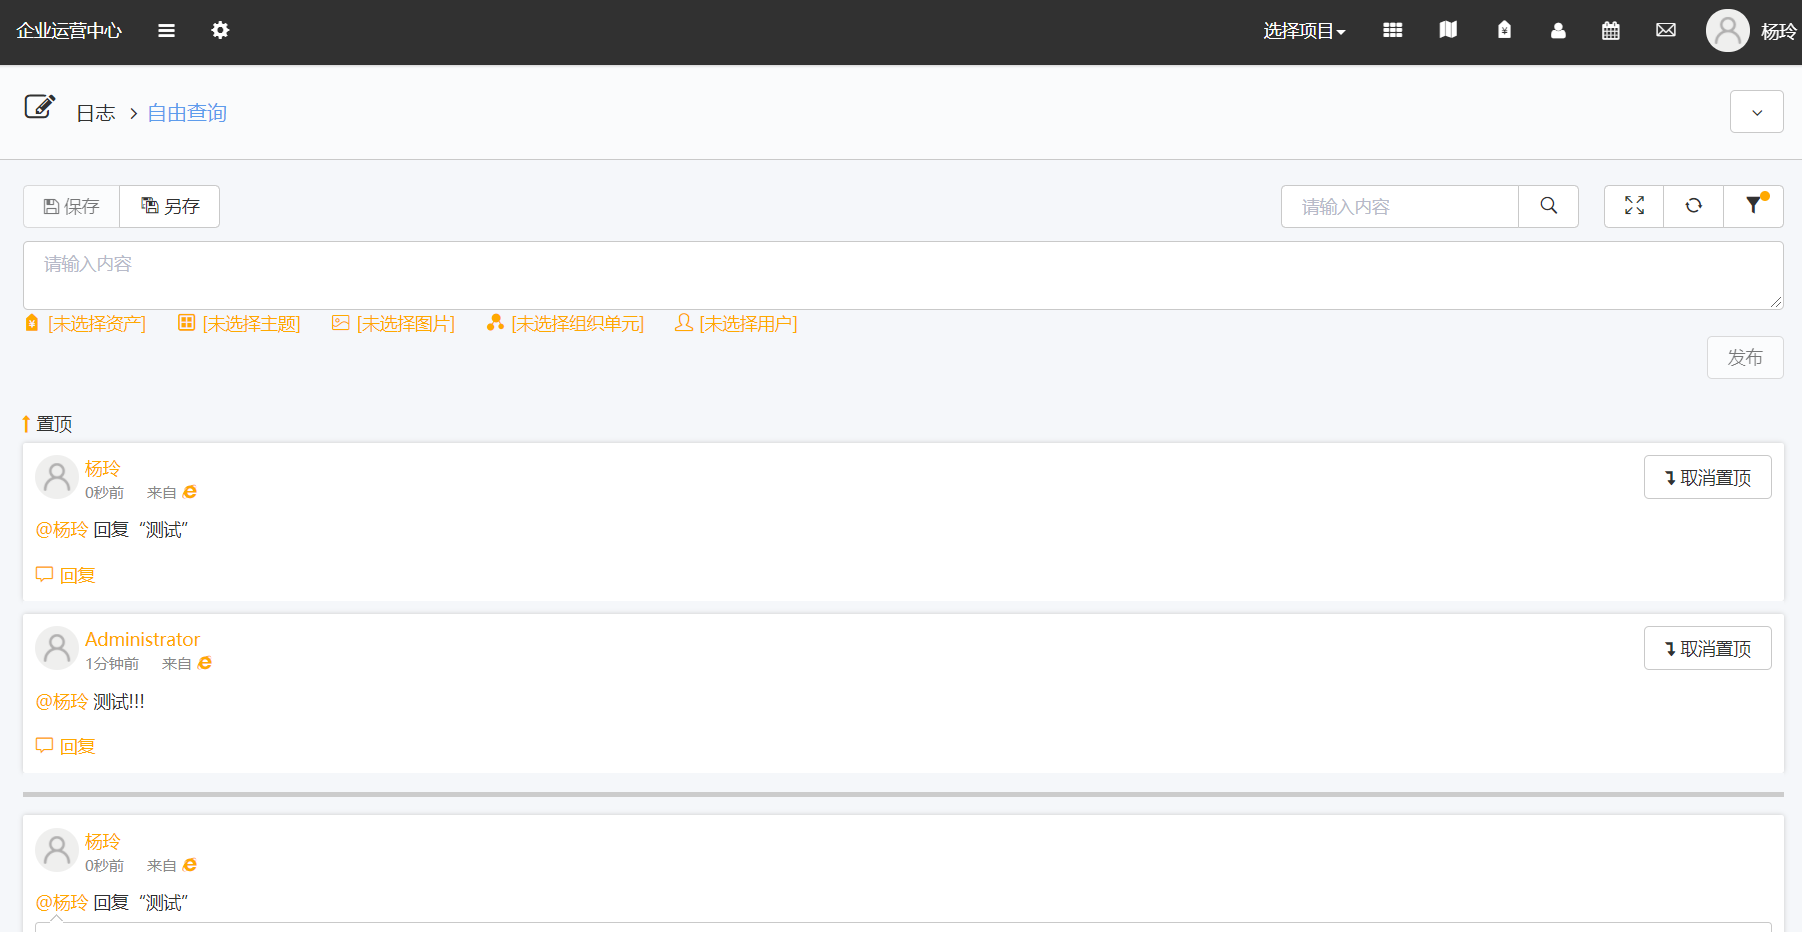 企业运营中心 选择项目 杨玲
日志 > 自由查询
保存 另存 请输入内容
请输入内容
[未选择资产] [未选择主题] [未选择图片] [未选择组织单元] [未选择用户]
发布
置顶
杨玲
0秒前 来自
取消置顶
@杨玲 回复“测试”
回复
Administrator
1分钟前 来自
取消置顶
@杨玲 测试!!!
回复
杨玲
0秒前 来自
@杨玲 回复“测试”